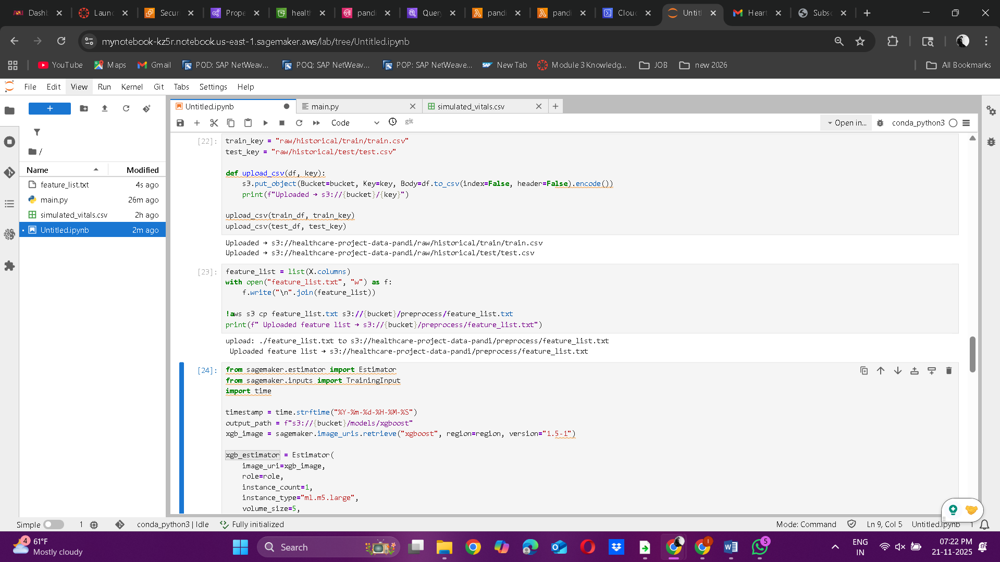 Dashb
Launc
Secur
Prope
healtl
pandi
Query
pandi
pandi
Clouc
Untitl
Heart
Subsc
mynotebook-kz5r.notebook.us-east-1.sagemaker.aws/lab/tree/Untitled.ipynb
YouTube
Maps
Gmail
POD: SAP NetWeav...
POQ: SAP NetWeav...
POP: SAP NetWeave...
New Tab
Module 3 Knowledg...
JOB
new 2026
All Bookmarks
File Edit View Run Kernel Git Tabs Settings Help
Untitled.ipynb
main.py
simulated_vitals.csv
Code
git
Open in...
conda_python3
/
Name Modified
feature_list.txt 4s ago
main.py 26m ago
simulated_vitals.csv 2h ago
Untitled.ipynb 2m ago
[22]:
train_key = "raw/historical/train/train.csv"
test_key = "raw/historical/test/test.csv"
def upload_csv(df, key):
s3.put_object(Bucket=bucket, Key=key, Body=df.to_csv(index=False, header=False).encode())
print(f"Uploaded → s3://{bucket}/{key}")
upload_csv(train_df, train_key)
upload_csv(test_df, test_key)
Uploaded → s3://healthcare-project-data-pandi/raw/historical/train/train.csv
Uploaded → s3://healthcare-project-data-pandi/raw/historical/test/test.csv
[23]:
feature_list = list(X.columns)
with open("feature_list.txt", "w") as f:
f.write("\n".join(feature_list))
!aws s3 cp feature_list.txt s3://{bucket}/preprocess/feature_list.txt
print(f" Uploaded feature list → s3://{bucket}/preprocess/feature_list.txt")
upload: ./feature_list.txt to s3://healthcare-project-data-pandi/preprocess/feature_list.txt
Uploaded feature list → s3://healthcare-project-data-pandi/preprocess/feature_list.txt
[24]:
from sagemaker.estimator import Estimator
from sagemaker.inputs import TrainingInput
import time
timestamp = time.strftime("%Y-%m-%d-%H-%M-%S")
output_path = f"s3://{bucket}/models/xgboost"
xgb_image = sagemaker.image_uris.retrieve("xgboost", region=region, version="1.5-1")
xgb_estimator = Estimator(
image_uri=xgb_image,
role=role,
instance_count=1,
instance_type="ml.m5.large",
volume_size=5,
Simple
1
conda_python3 | Idle
Fully initialized
Mode: Command
Ln 9, Col 5
Untitled.ipynb
1
4
61°F
Mostly cloudy
Search
5
ENG
IN
07:22 PM
21-11-2025